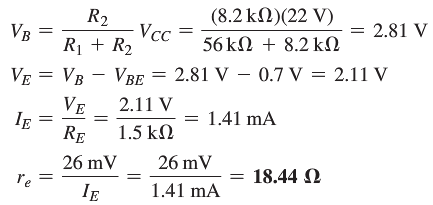 V_B = R_2 / (R_1 + R_2) V_CC = (8.2 kΩ)(22 V) / (56 kΩ + 8.2 kΩ) = 2.81 V
V_E = V_B − V_BE = 2.81 V − 0.7 V = 2.11 V
I_E = V_E / R_E = 2.11 V / 1.5 kΩ = 1.41 mA
r_e = 26 mV / I_E = 26 mV / 1.41 mA = 18.44 Ω